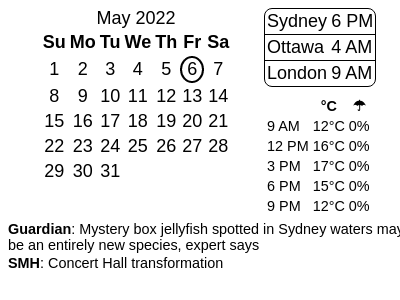 May 2022
Su Mo Tu We Th Fr Sa
1 2 3 4 5 6 7
8 9 10 11 12 13 14
15 16 17 18 19 20 21
22 23 24 25 26 27 28
29 30 31
Sydney 6 PM
Ottawa 4 AM
London 9 AM
°C ☂
9 AM 12°C 0%
12 PM 16°C 0%
3 PM 17°C 0%
6 PM 15°C 0%
9 PM 12°C 0%
Guardian: Mystery box jellyfish spotted in Sydney waters may
be an entirely new species, expert says
SMH: Concert Hall transformation